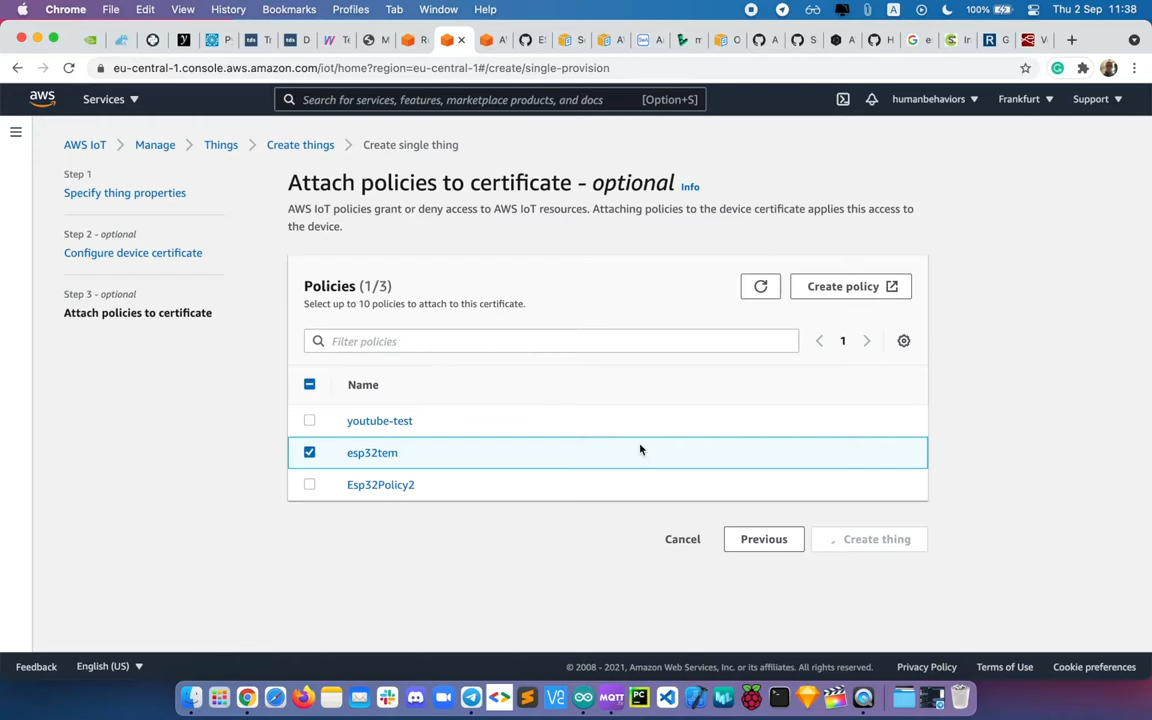 Chrome File Edit View History Bookmarks Profiles Tab Window Help
A 100% Thu 2 Sep 11:38
eu-central-1.console.aws.amazon.com/iot/home?region=eu-central-1#/create/single-provision
aws Services Search for services, features, marketplace products, and docs [Option+S] humanbehaviors Frankfurt Support
AWS IoT Manage Things Create things Create single thing
Step 1
Specify thing properties
Step 2 - optional
Configure device certificate
Step 3 - optional
Attach policies to certificate
Attach policies to certificate - optional Info
AWS IoT policies grant or deny access to AWS IoT resources. Attaching policies to the device certificate applies this access to
the device.
Policies (1/3)
Select up to 10 policies to attach to this certificate.
Create policy
Filter policies
1
Name
youtube-test
esp32tem
Esp32Policy2
Cancel Previous Create thing
Feedback English (US) © 2008 - 2021, Amazon Web Services, Inc. or its affiliates. All rights reserved. Privacy Policy Terms of Use Cookie preferences
MQTT PC